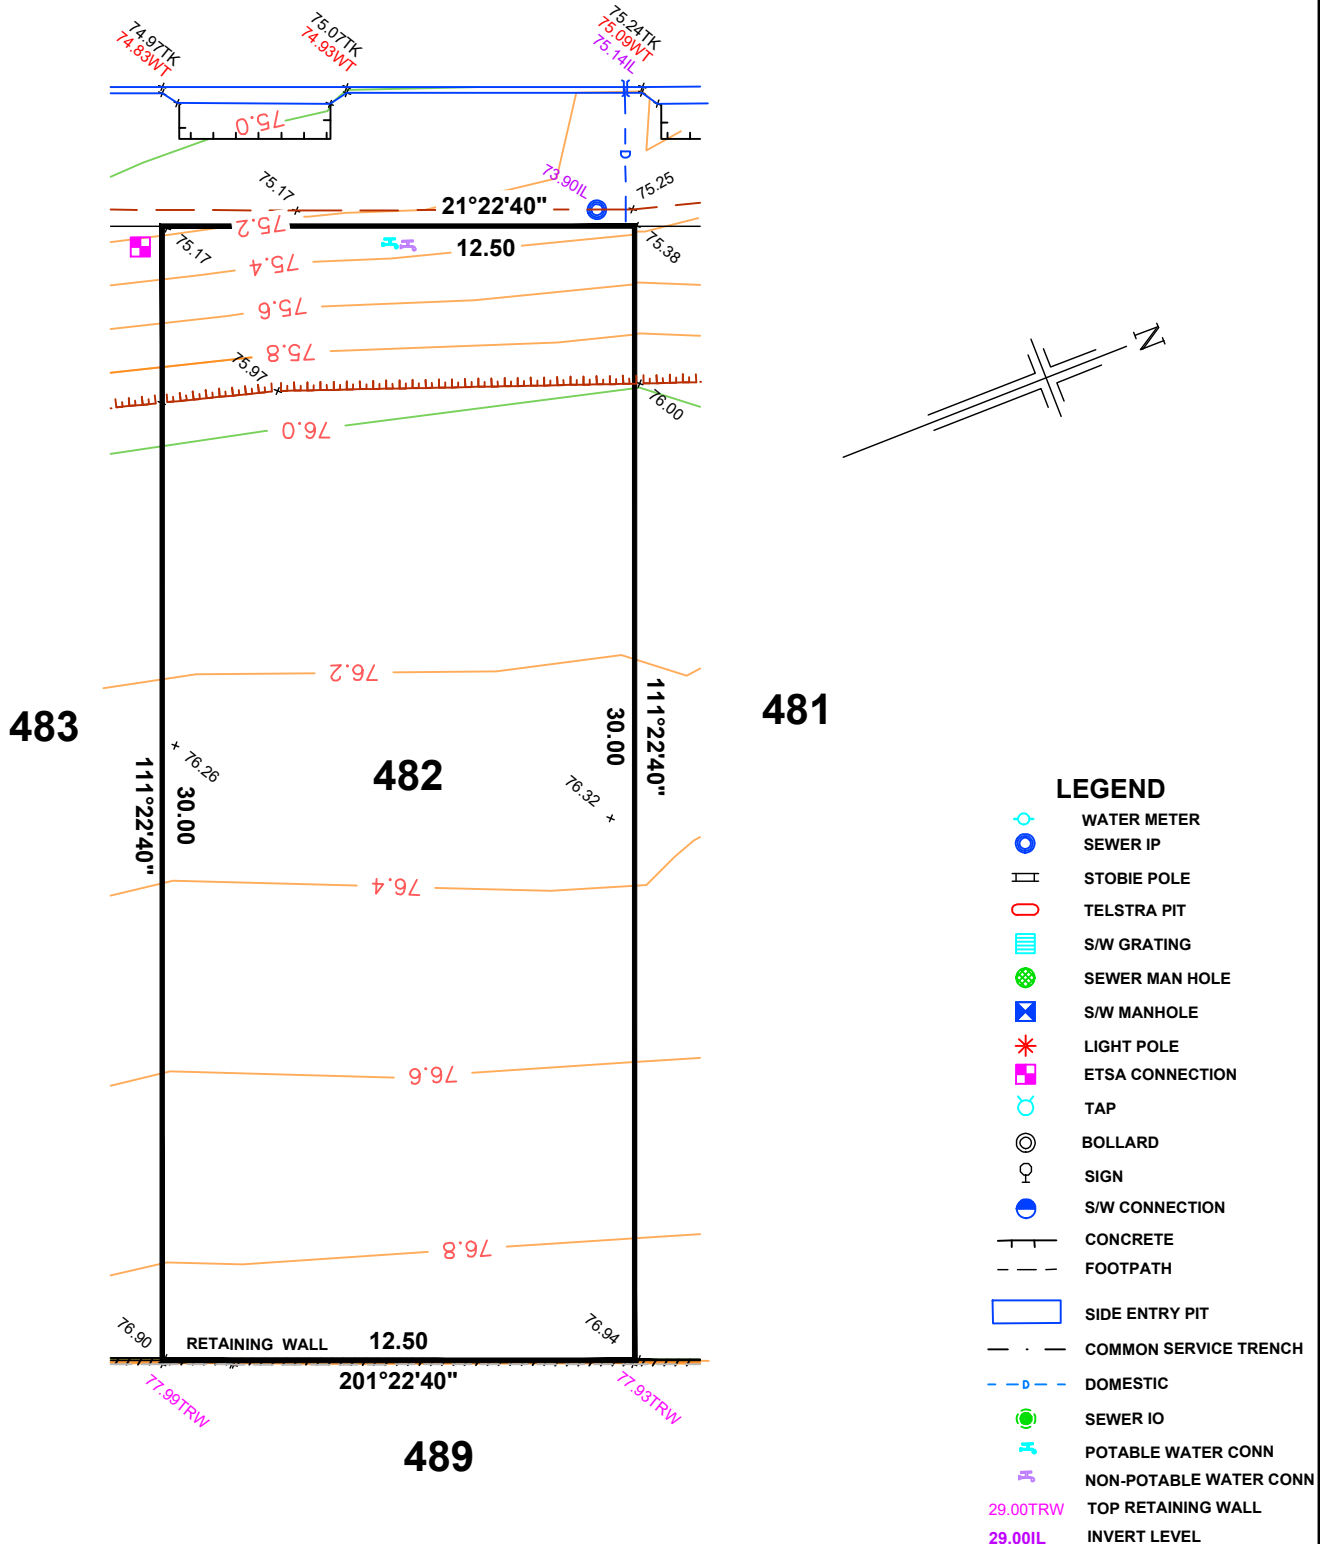 74.97TK
74.83WT
75.07TK
74.93WT
75.24TK
75.09WT
75.14IL
75.0
D
73.90IL
75.17
75.25
21°22'40"
75.2
75.17
12.50
75.38
75.4
75.6
75.8
75.97
76.00
76.0
N
76.2
483
481
482
111°22'40"
30.00
76.26
76.32
111°22'40"
30.00
76.4
76.6
76.8
76.90
76.94
RETAINING WALL
12.50
201°22'40"
77.99TRW
77.93TRW
489
LEGEND
WATER METER
SEWER IP
STOBIE POLE
TELSTRA PIT
S/W GRATING
SEWER MAN HOLE
S/W MANHOLE
LIGHT POLE
ETSA CONNECTION
TAP
BOLLARD
SIGN
S/W CONNECTION
CONCRETE
FOOTPATH
SIDE ENTRY PIT
COMMON SERVICE TRENCH
D DOMESTIC
SEWER IO
POTABLE WATER CONN
NON-POTABLE WATER CONN
29.00TRW TOP RETAINING WALL
29.00IL INVERT LEVEL